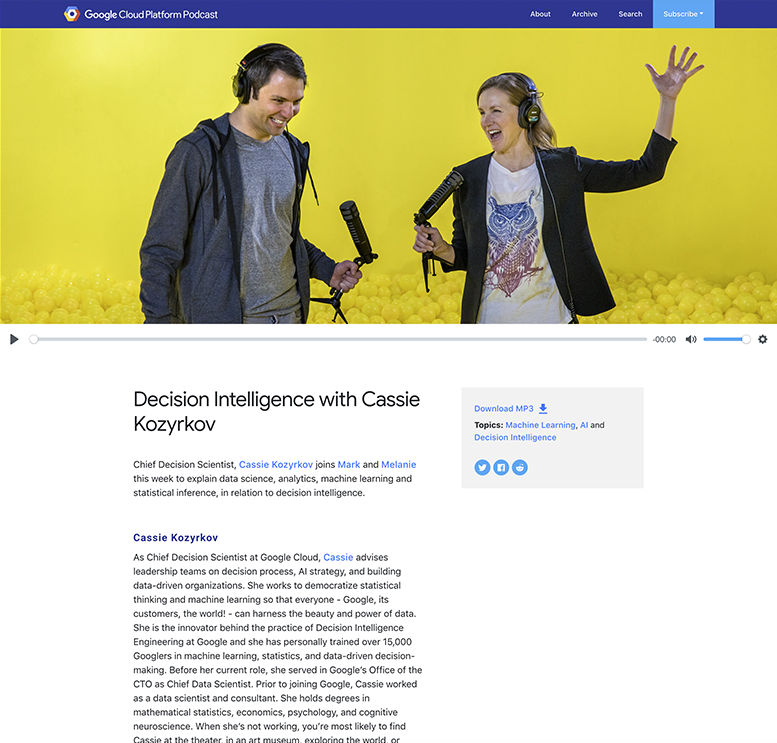 Google Cloud Platform Podcast
About Archive Search Subscribe
-00:00
Decision Intelligence with Cassie
Kozyrkov
Chief Decision Scientist, Cassie Kozyrkov joins Mark and Melanie
this week to explain data science, analytics, machine learning and
statistical inference, in relation to decision intelligence.
Cassie Kozyrkov
As Chief Decision Scientist at Google Cloud, Cassie advises
leadership teams on decision process, AI strategy, and building
data-driven organizations. She works to democratize statistical
thinking and machine learning so that everyone - Google, its
customers, the world! - can harness the beauty and power of data.
She is the innovator behind the practice of Decision Intelligence
Engineering at Google and she has personally trained over 15,000
Googlers in machine learning, statistics, and data-driven decision-
making. Before her current role, she served in Google's Office of the
CTO as Chief Data Scientist. Prior to joining Google, Cassie worked
as a data scientist and consultant. She holds degrees in
mathematical statistics, economics, psychology, and cognitive
neuroscience. When she's not working, you're most likely to find
Cassie at the theater, in an art museum, exploring the world, or
Download MP3
Topics: Machine Learning, AI and
Decision Intelligence